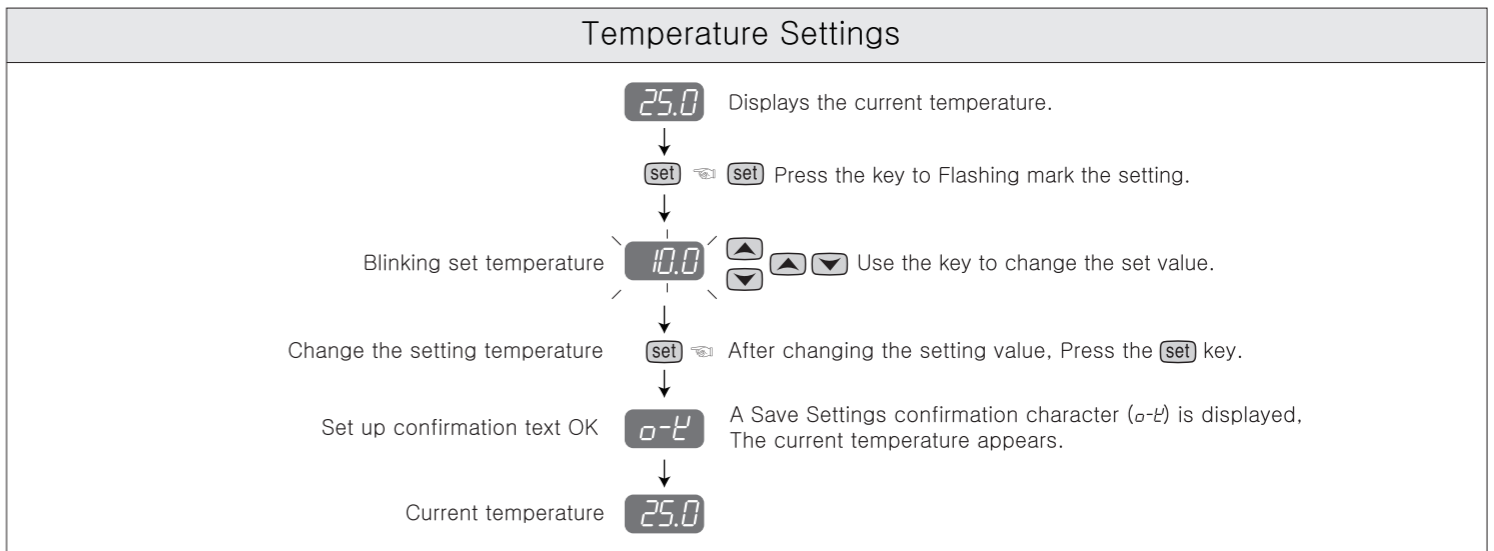 Temperature Settings
25.0 Displays the current temperature.
set set Press the key to Flashing mark the setting.
Blinking set temperature 10.0 Use the key to change the set value.
Change the setting temperature set After changing the setting value, Press the set key.
Set up confirmation text OK o-k A Save Settings confirmation character (o-k) is displayed,
The current temperature appears.
Current temperature 25.0